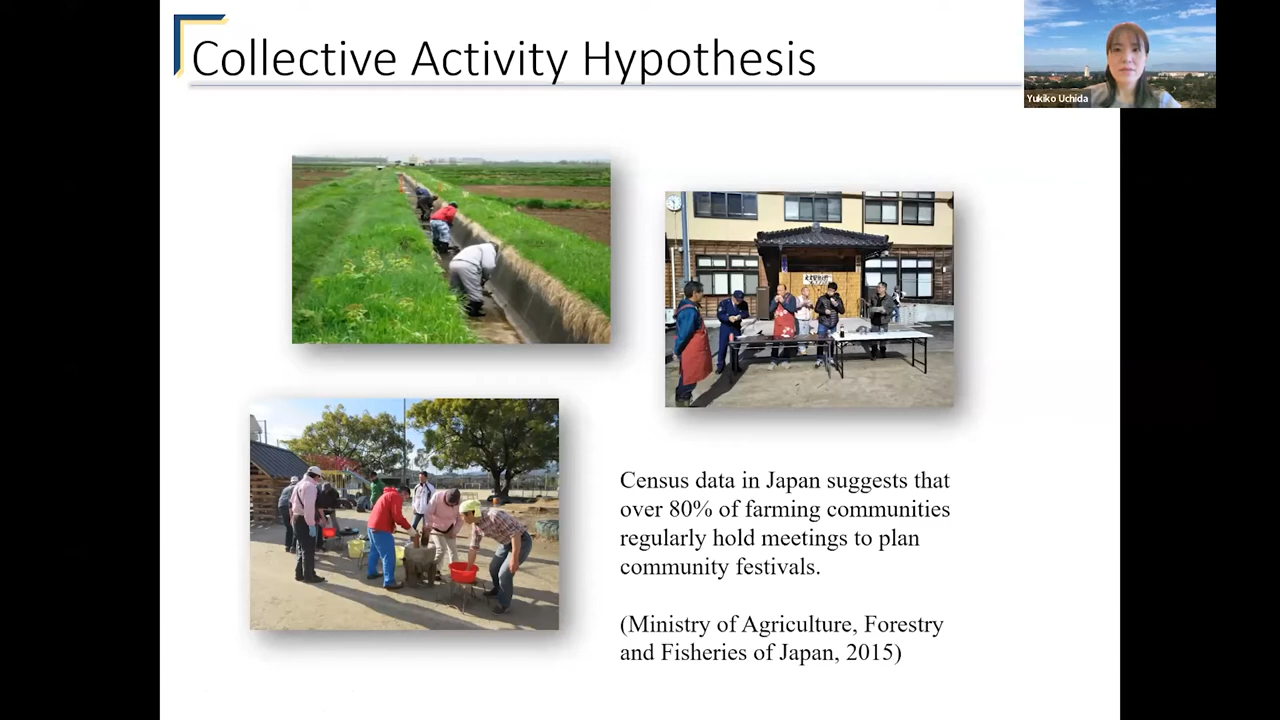 Collective Activity Hypothesis
Yukiko Uchida
Census data in Japan suggests that
over 80% of farming communities
regularly hold meetings to plan
community festivals.
(Ministry of Agriculture, Forestry
and Fisheries of Japan, 2015)